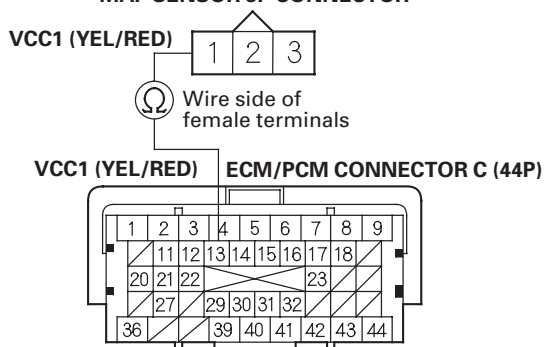 MAP SENSOR 3P CONNECTOR
VCC1 (YEL/RED)
1 2 3
Ω
Wire side of
female terminals
VCC1 (YEL/RED) ECM/PCM CONNECTOR C (44P)
1 2 3 4 5 6 7 8 9
11 12 13 14 15 16 17 18
20 21 22 23
27 29 30 31 32
36 39 40 41 42 43 44